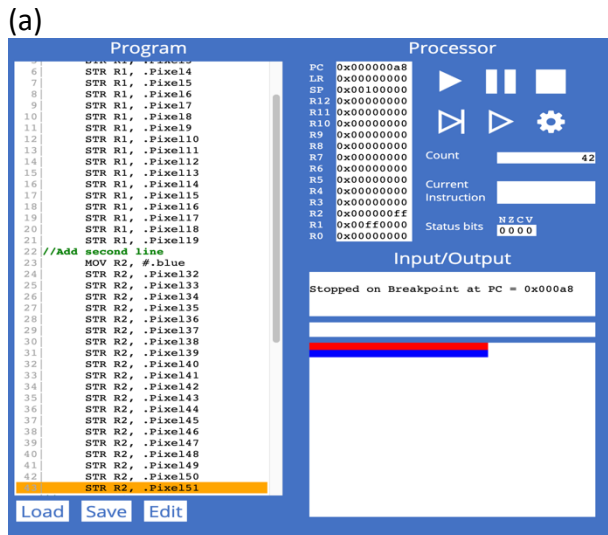 (a)
Program
6 STR R1, .Pixel4
7 STR R1, .Pixel5
8 STR R1, .Pixel6
9 STR R1, .Pixel7
10 STR R1, .Pixel8
11 STR R1, .Pixel9
12 STR R1, .Pixel10
13 STR R1, .Pixel11
14 STR R1, .Pixel12
15 STR R1, .Pixel13
16 STR R1, .Pixel14
17 STR R1, .Pixel15
18 STR R1, .Pixel16
19 STR R1, .Pixel17
20 STR R1, .Pixel18
21 STR R1, .Pixel19
22 //Add second line
23 MOV R2, #.blue
24 STR R2, .Pixel32
25 STR R2, .Pixel33
26 STR R2, .Pixel34
27 STR R2, .Pixel35
28 STR R2, .Pixel36
29 STR R2, .Pixel37
30 STR R2, .Pixel38
31 STR R2, .Pixel39
32 STR R2, .Pixel40
33 STR R2, .Pixel41
34 STR R2, .Pixel42
35 STR R2, .Pixel43
36 STR R2, .Pixel44
37 STR R2, .Pixel45
38 STR R2, .Pixel46
39 STR R2, .Pixel47
40 STR R2, .Pixel48
41 STR R2, .Pixel49
42 STR R2, .Pixel50
STR R2, .Pixel51
Load Save Edit
Processor
PC 0x000000a8
LR 0x00000000
SP 0x00100000
R12 0x00000000
R11 0x00000000
R10 0x00000000
R9 0x00000000
R8 0x00000000
R7 0x00000000
R6 0x00000000
R5 0x00000000
R4 0x00000000
R3 0x00000000
R2 0x000000ff
R1 0x00ff0000
R0 0x00000000
Count 42
Current
Instruction
Status bits NZCV
0000
Input/Output
Stopped on Breakpoint at PC = 0x000a8